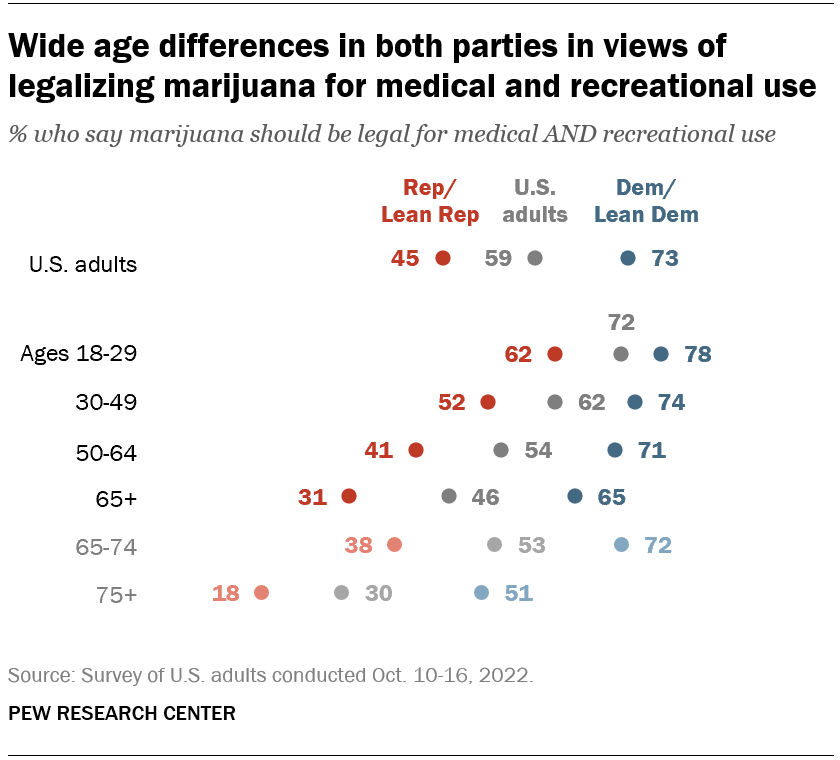 Wide age differences in both parties in views of
legalizing marijuana for medical and recreational use
% who say marijuana should be legal for medical AND recreational use
Rep/ U.S. Dem/
Lean Rep adults Lean Dem
U.S. adults 45 59 73
72
Ages 18-29 62 78
30-49 52 62 74
50-64 41 54 71
65+ 31 46 65
65-74 38 53 72
75+ 18 30 51
Source: Survey of U.S. adults conducted Oct. 10-16, 2022.
PEW RESEARCH CENTER